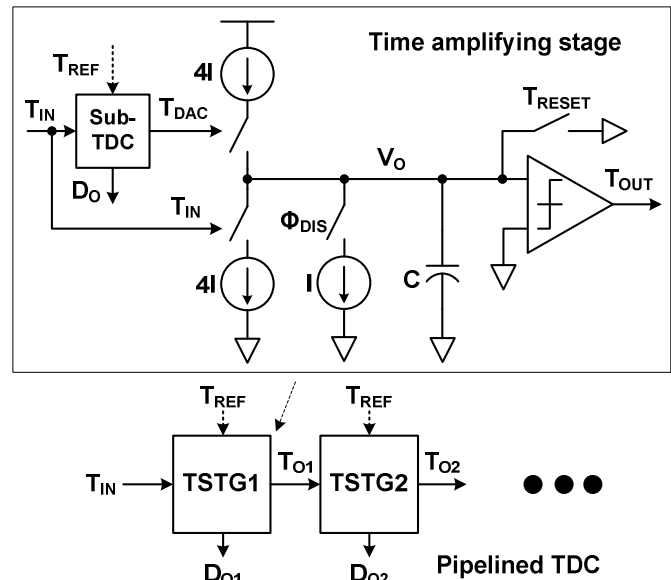 Time amplifying stage
4I
T_REF
T_RESET
T_IN
Sub-TDC
T_DAC
V_O
T_OUT
D_O
T_IN
Φ_DIS
4I
I
C
T_REF
T_REF
T_IN
TSTG1
T_O1
TSTG2
T_O2
D_O1
D_O2
Pipelined TDC